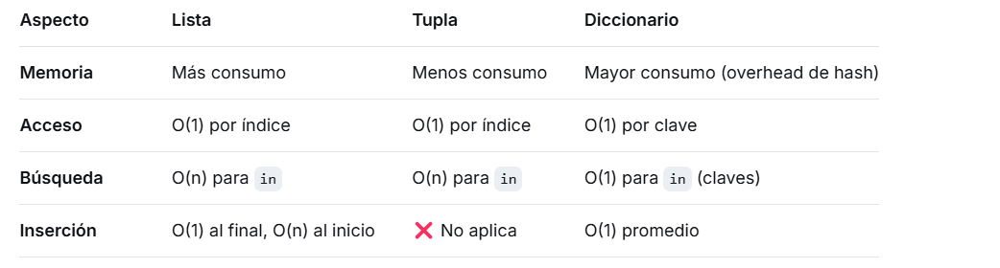 Aspecto Lista Tupla Diccionario
Memoria Más consumo Menos consumo Mayor consumo (overhead de hash)
Acceso O(1) por índice O(1) por índice O(1) por clave
Búsqueda O(n) para in O(n) para in O(1) para in (claves)
Inserción O(1) al final, O(n) al inicio ❌ No aplica O(1) promedio